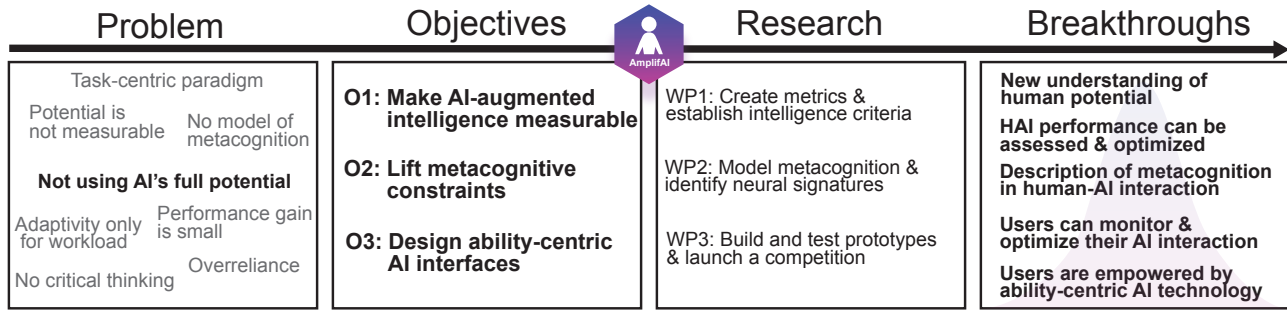 Problem
Objectives
AmplifAI
Research
Breakthroughs
Task-centric paradigm
Potential is
not measurable
No model of
metacognition
Not using AI's full potential
Adaptivity only
for workload
Performance gain
is small
No critical thinking
Overreliance
O1: Make AI-augmented
intelligence measurable
O2: Lift metacognitive
constraints
O3: Design ability-centric
AI interfaces
WP1: Create metrics &
establish intelligence criteria
WP2: Model metacognition &
identify neural signatures
WP3: Build and test prototypes
& launch a competition
New understanding of
human potential
HAI performance can be
assessed & optimized
Description of metacognition
in human-AI interaction
Users can monitor &
optimize their AI interaction
Users are empowered by
ability-centric AI technology